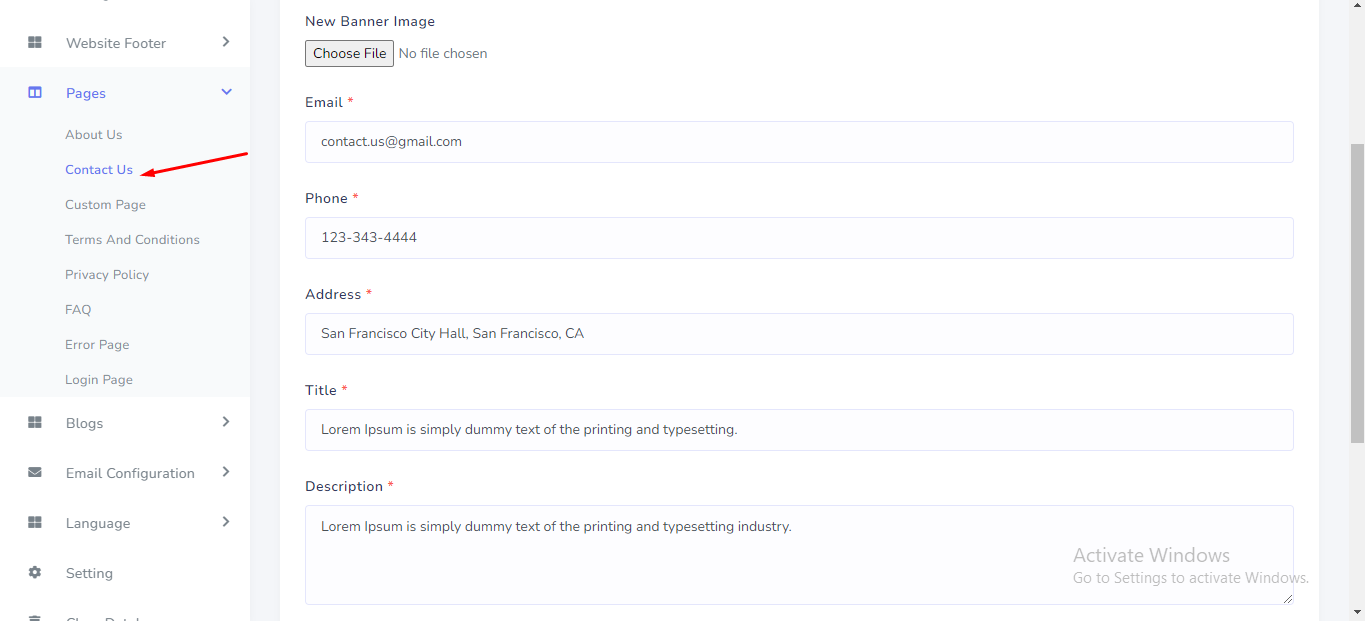 Website Footer
Pages
About Us
Contact Us
Custom Page
Terms And Conditions
Privacy Policy
FAQ
Error Page
Login Page
Blogs
Email Configuration
Language
Setting
New Banner Image
Choose File No file chosen
Email *
contact.us@gmail.com
Phone *
123-343-4444
Address *
San Francisco City Hall, San Francisco, CA
Title *
Lorem Ipsum is simply dummy text of the printing and typesetting.
Description *
Lorem Ipsum is simply dummy text of the printing and typesetting industry.
Activate Windows
Go to Settings to activate Windows.